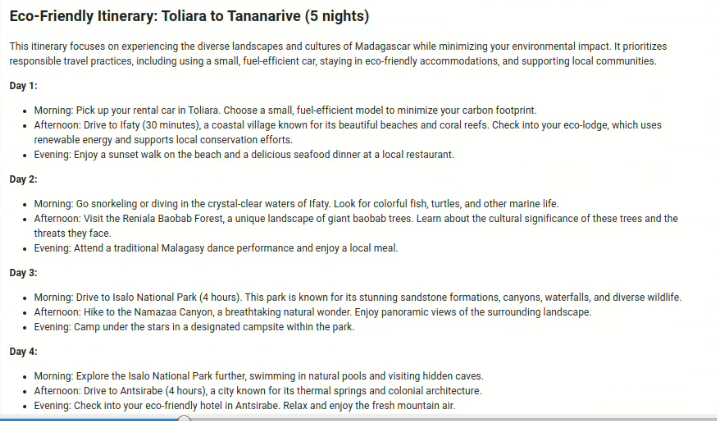 Eco-Friendly Itinerary: Toliara to Tananarive (5 nights)
This itinerary focuses on experiencing the diverse landscapes and cultures of Madagascar while minimizing your environmental impact. It prioritizes
responsible travel practices, including using a small, fuel-efficient car, staying in eco-friendly accommodations, and supporting local communities.
Day 1:
• Morning: Pick up your rental car in Toliara. Choose a small, fuel-efficient model to minimize your carbon footprint.
• Afternoon: Drive to Ifaty (30 minutes), a coastal village known for its beautiful beaches and coral reefs. Check into your eco-lodge, which uses
renewable energy and supports local conservation efforts.
• Evening: Enjoy a sunset walk on the beach and a delicious seafood dinner at a local restaurant.
Day 2:
• Morning: Go snorkeling or diving in the crystal-clear waters of Ifaty. Look for colorful fish, turtles, and other marine life.
• Afternoon: Visit the Reniala Baobab Forest, a unique landscape of giant baobab trees. Learn about the cultural significance of these trees and the
threats they face.
• Evening: Attend a traditional Malagasy dance performance and enjoy a local meal.
Day 3:
• Morning: Drive to Isalo National Park (4 hours). This park is known for its stunning sandstone formations, canyons, waterfalls, and diverse wildlife.
• Afternoon: Hike to the Namazaa Canyon, a breathtaking natural wonder. Enjoy panoramic views of the surrounding landscape.
• Evening: Camp under the stars in a designated campsite within the park.
Day 4:
• Morning: Explore the Isalo National Park further, swimming in natural pools and visiting hidden caves.
• Afternoon: Drive to Antsirabe (4 hours), a city known for its thermal springs and colonial architecture.
• Evening: Check into your eco-friendly hotel in Antsirabe. Relax and enjoy the fresh mountain air.